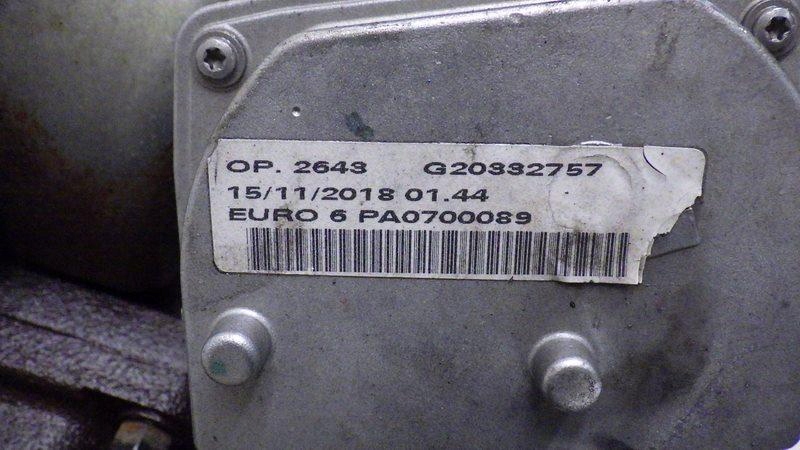 OP. 2643 G20332757
15/11/2018 01.44
EURO 6 PA0700089